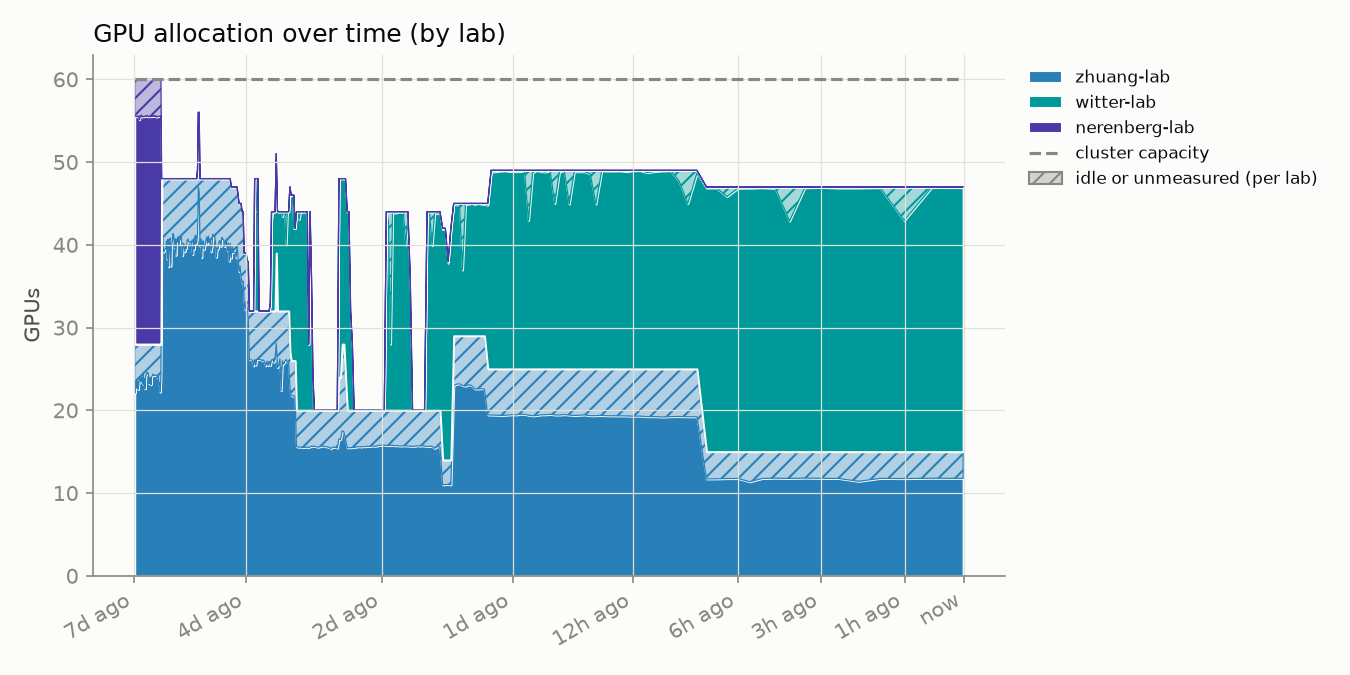 GPU allocation over time (by lab)
GPUs
60
50
40
30
20
10
0
7d ago
4d ago
2d ago
1d ago
12h ago
6h ago
3h ago
1h ago
now
zhuang-lab
witter-lab
nerenberg-lab
cluster capacity
idle or unmeasured (per lab)